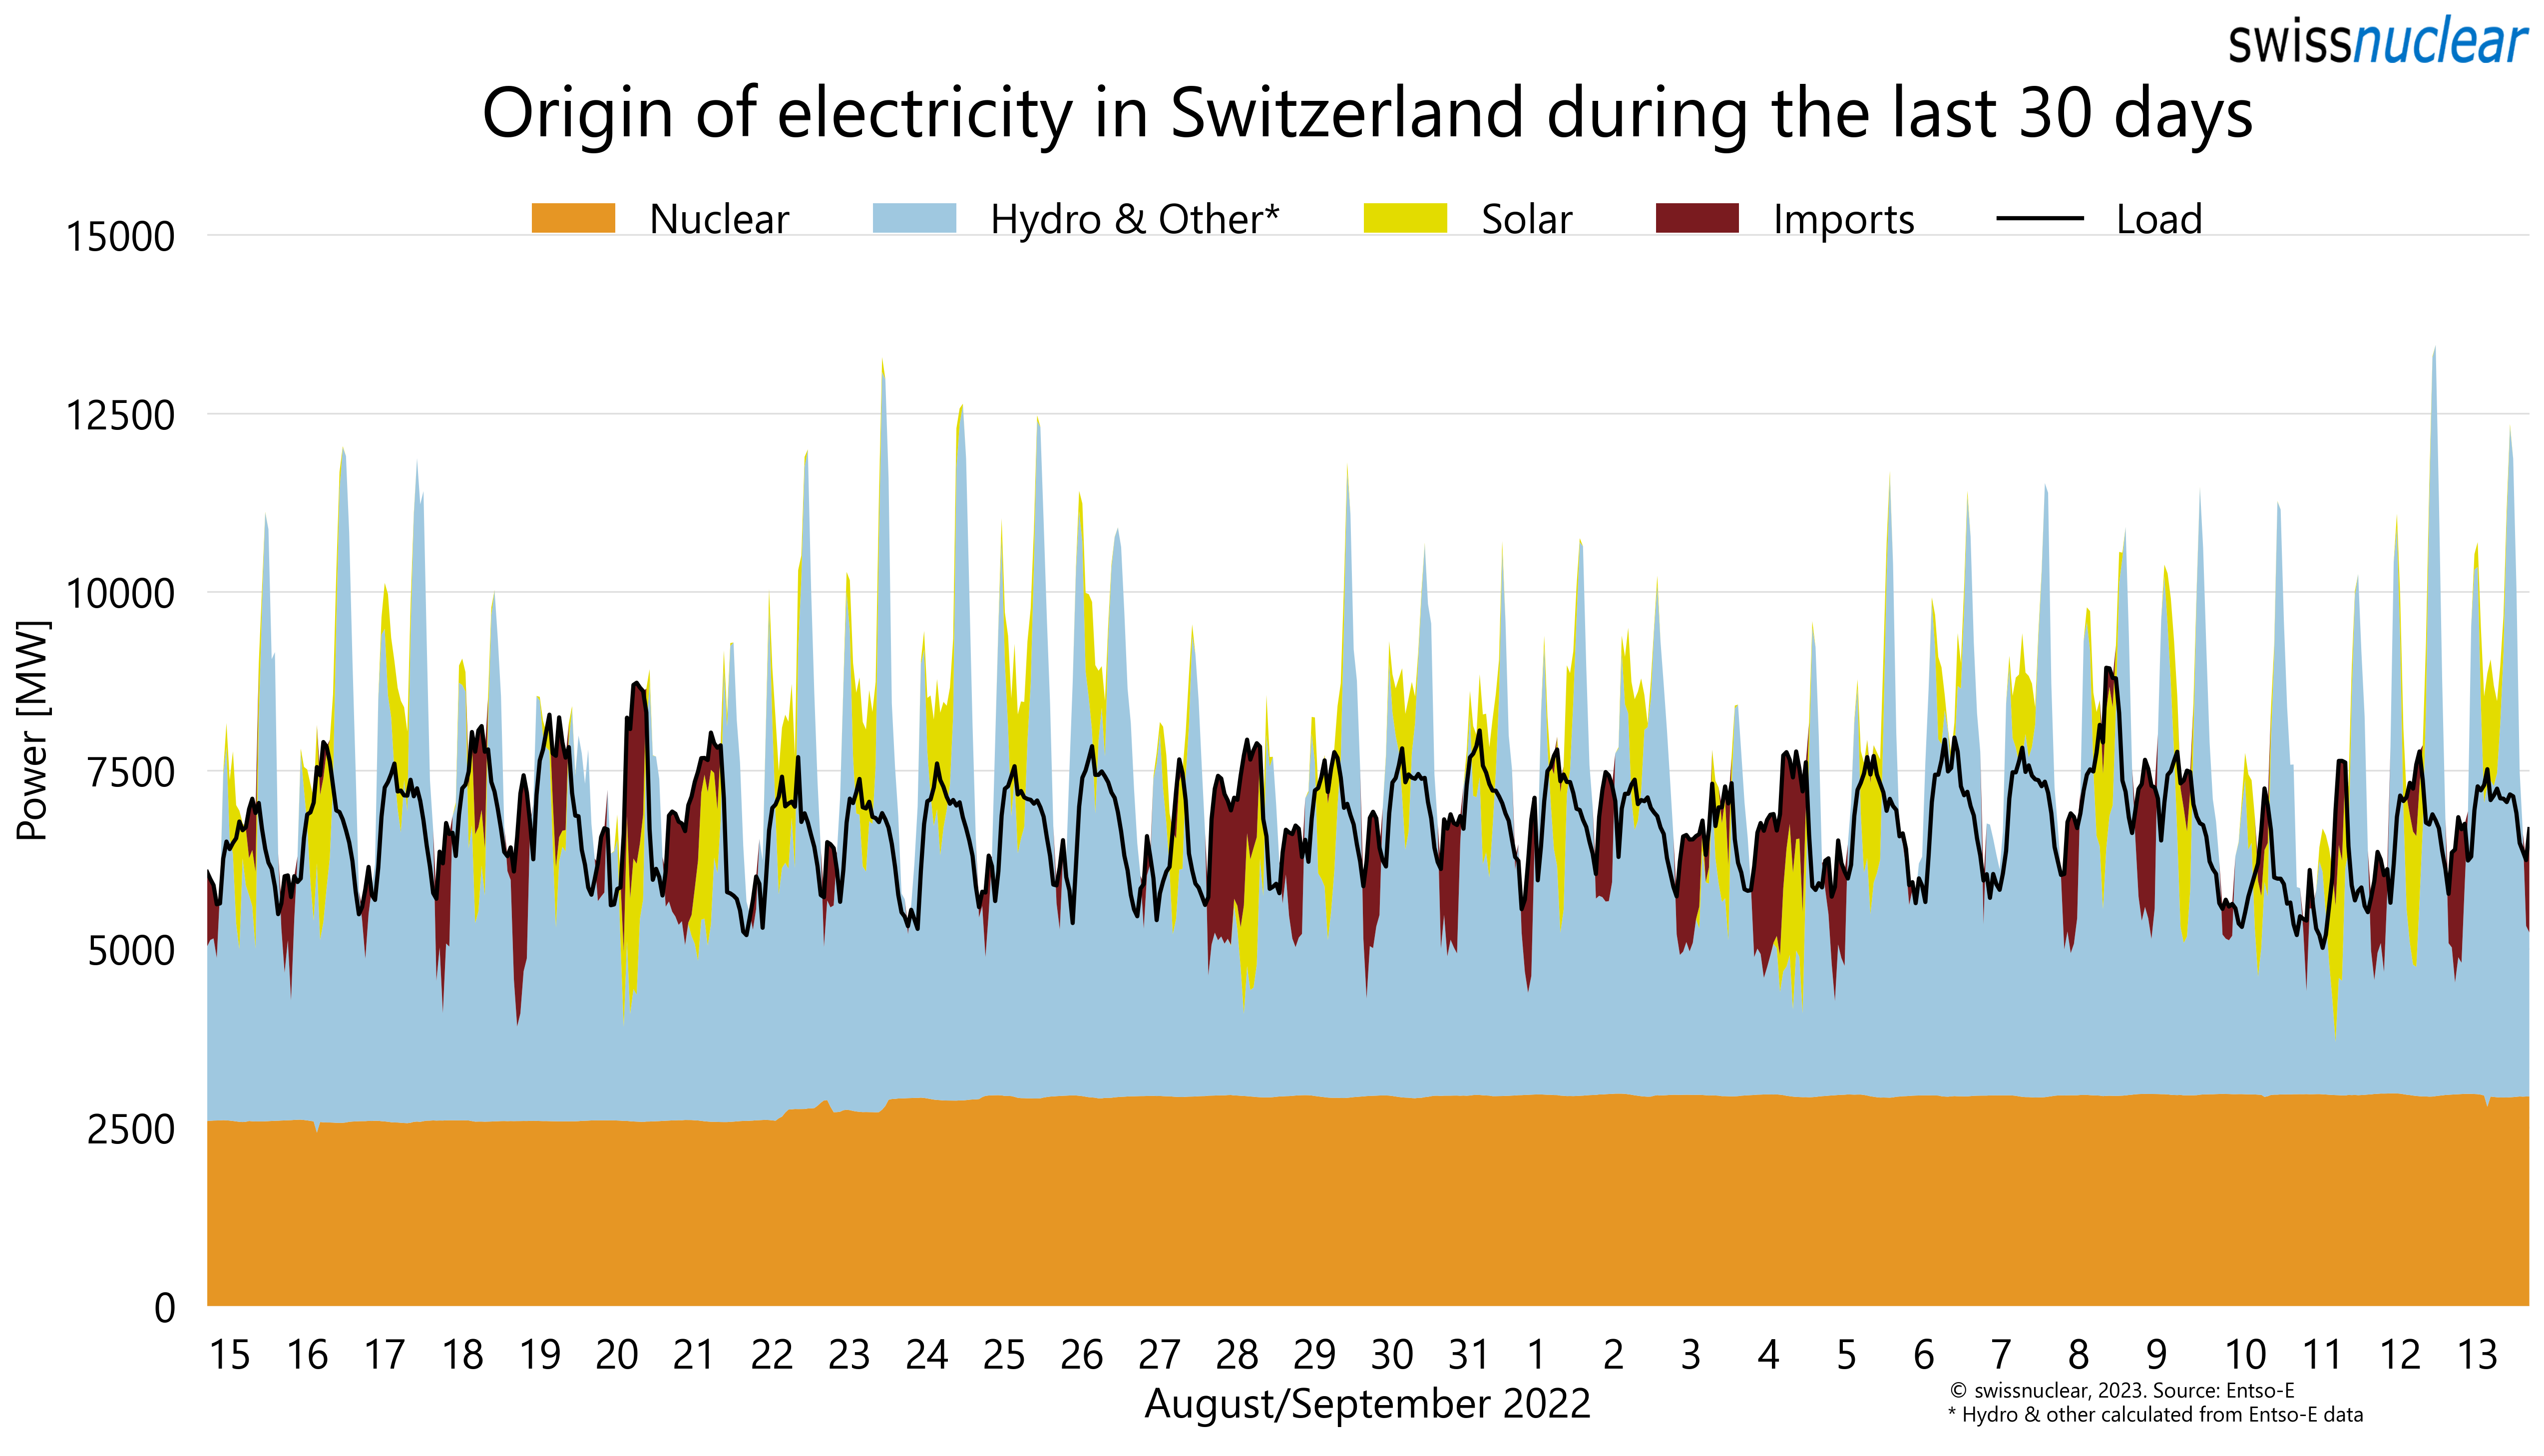 swissnuclear
Origin of electricity in Switzerland during the last 30 days
Nuclear Hydro & Other* Solar Imports Load
15000
12500
10000
7500
5000
2500
0
Power [MW]
15 16 17 18 19 20 21 22 23 24 25 26 27 28 29 30 31 1 2 3 4 5 6 7 8 9 10 11 12 13
August/September 2022
© swissnuclear, 2023. Source: Entso-E
* Hydro & other calculated from Entso-E data